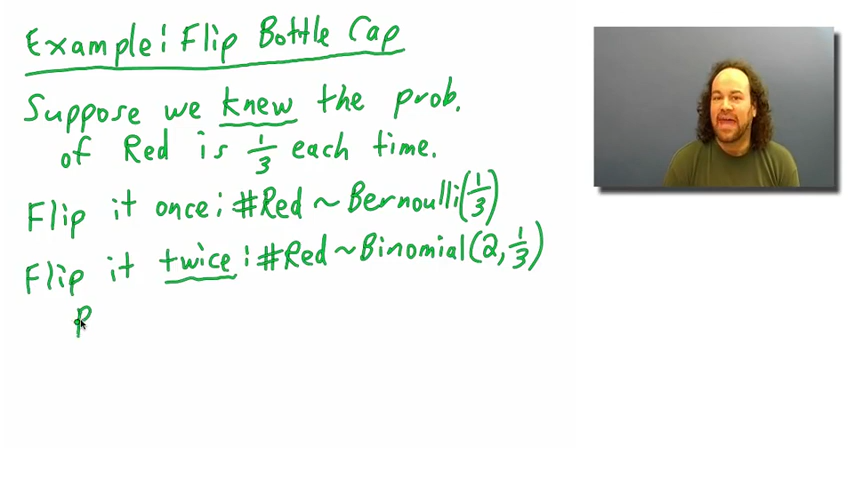 Example: Flip Bottle Cap
Suppose we knew the prob.
of Red is 1/3 each time.
Flip it once: #Red ~ Bernoulli(1/3)
Flip it twice: #Red ~ Binomial(2, 1/3)
P